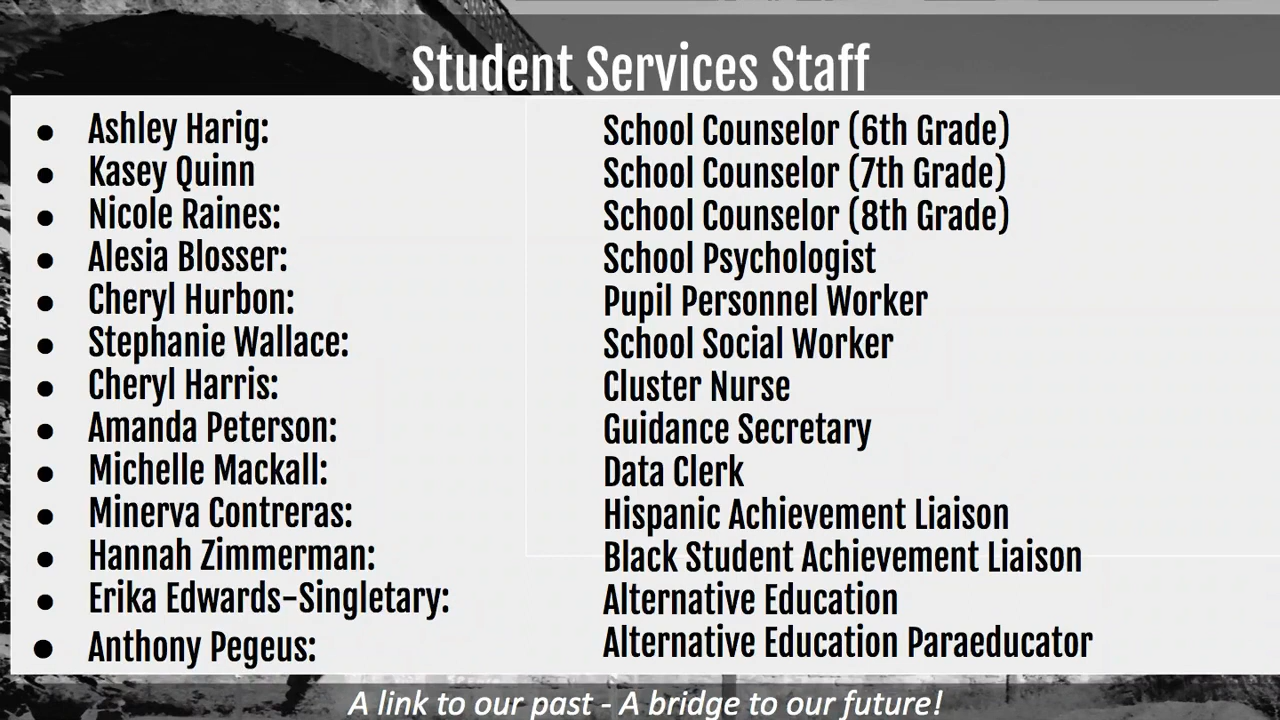 Student Services Staff
● Ashley Harig: School Counselor (6th Grade)
● Kasey Quinn School Counselor (7th Grade)
● Nicole Raines: School Counselor (8th Grade)
● Alesia Blosser: School Psychologist
● Cheryl Hurbon: Pupil Personnel Worker
● Stephanie Wallace: School Social Worker
● Cheryl Harris: Cluster Nurse
● Amanda Peterson: Guidance Secretary
● Michelle Mackall: Data Clerk
● Minerva Contreras: Hispanic Achievement Liaison
● Hannah Zimmerman: Black Student Achievement Liaison
● Erika Edwards-Singletary: Alternative Education
● Anthony Pegeus: Alternative Education Paraeducator
A link to our past - A bridge to our future!